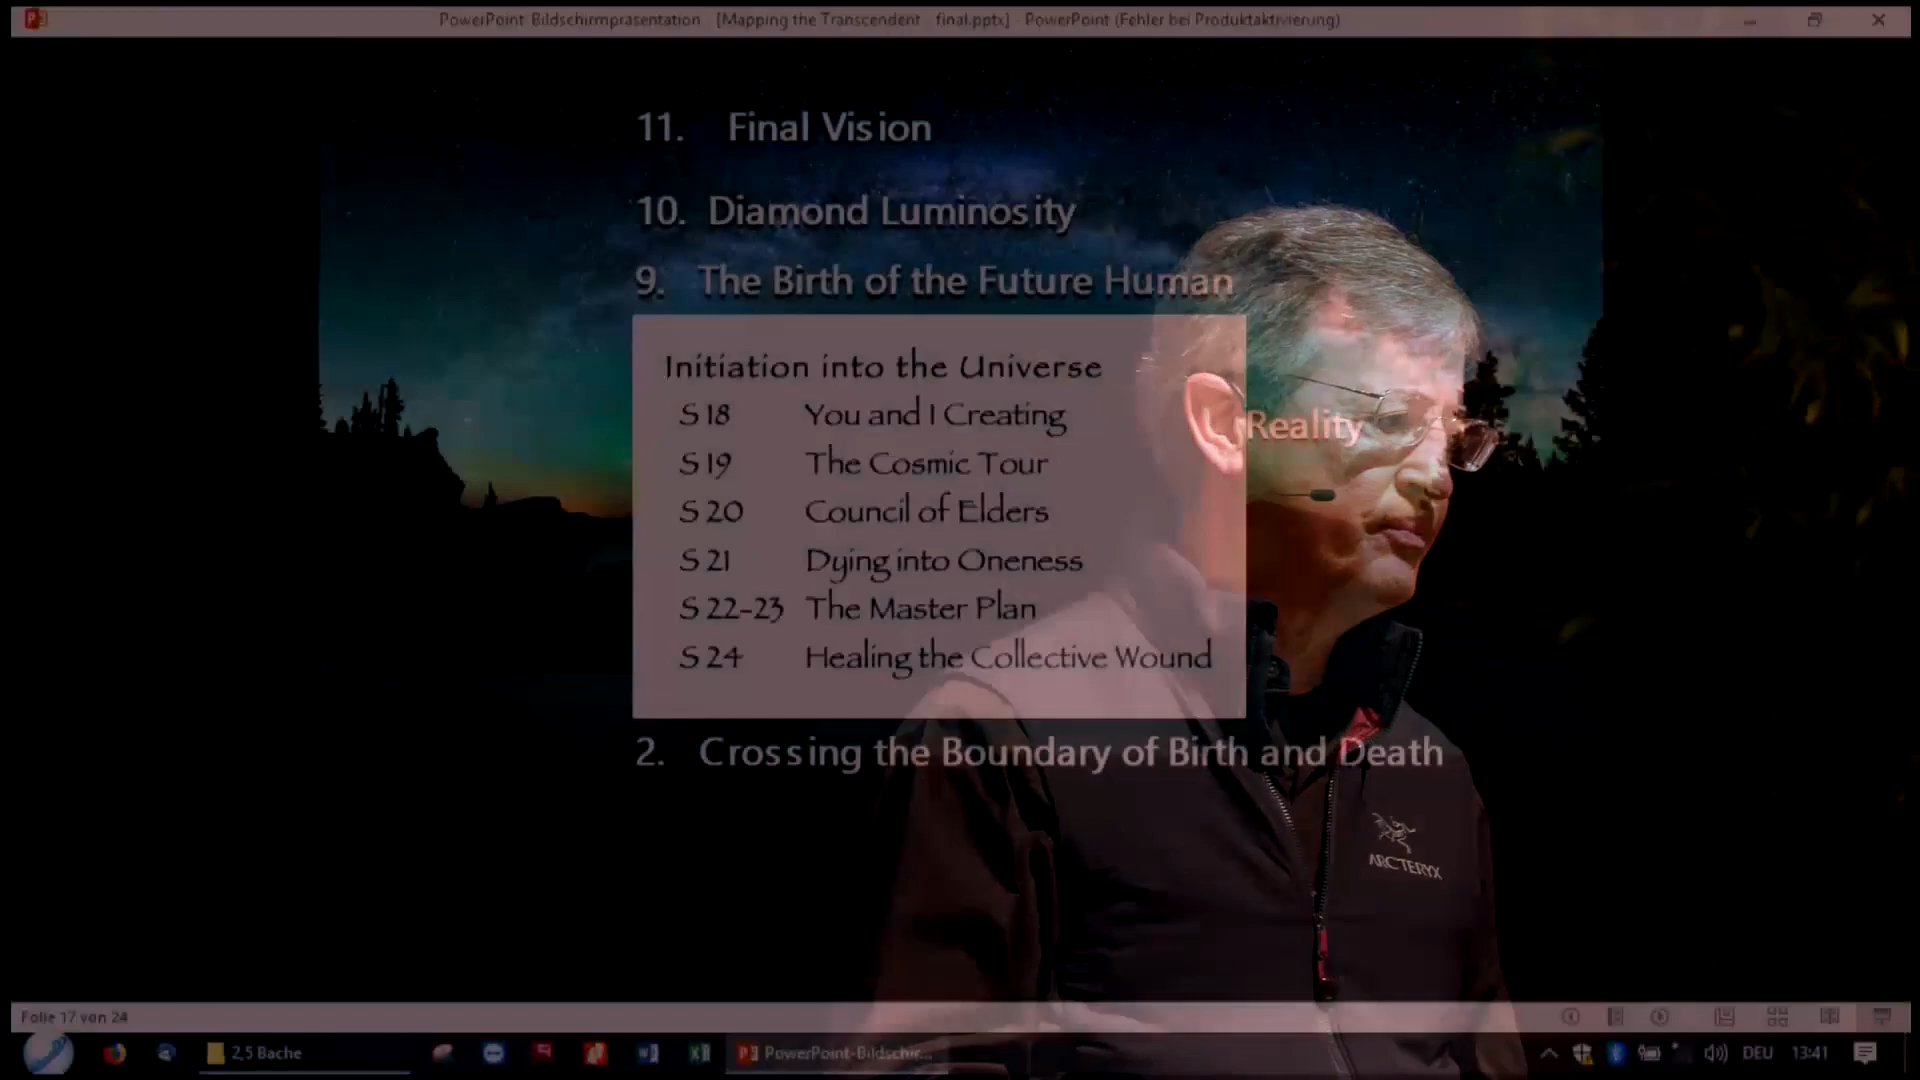 PowerPoint-Bildschirmpräsentation - [Mapping the Transcendent - final.pptx] - PowerPoint (Fehler bei Produktaktivierung)
11. Final Vision
10. Diamond Luminosity
9. The Birth of the Future Human
Initiation into the Universe
S 18 You and I Creating
Reality
S 19 The Cosmic Tour
S 20 Council of Elders
S 21 Dying into Oneness
S 22-23 The Master Plan
S 24 Healing the Collective Wound
2. Crossing the Boundary of Birth and Death
ARC'TERYX
Folie 17 von 24
2,5 Bache
PowerPoint-Bildschir...
DEU
13:41